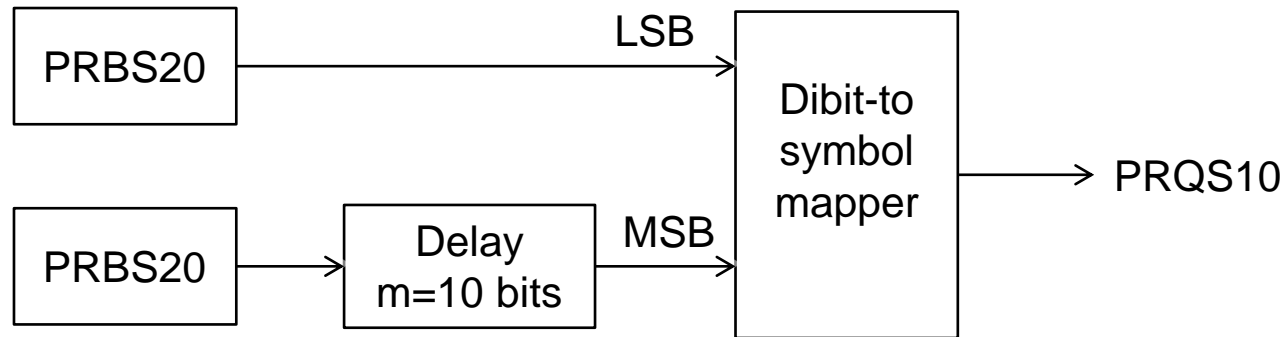 PRBS20
LSB
Dibit-to
symbol
mapper
PRQS10
PRBS20
Delay
m=10 bits
MSB